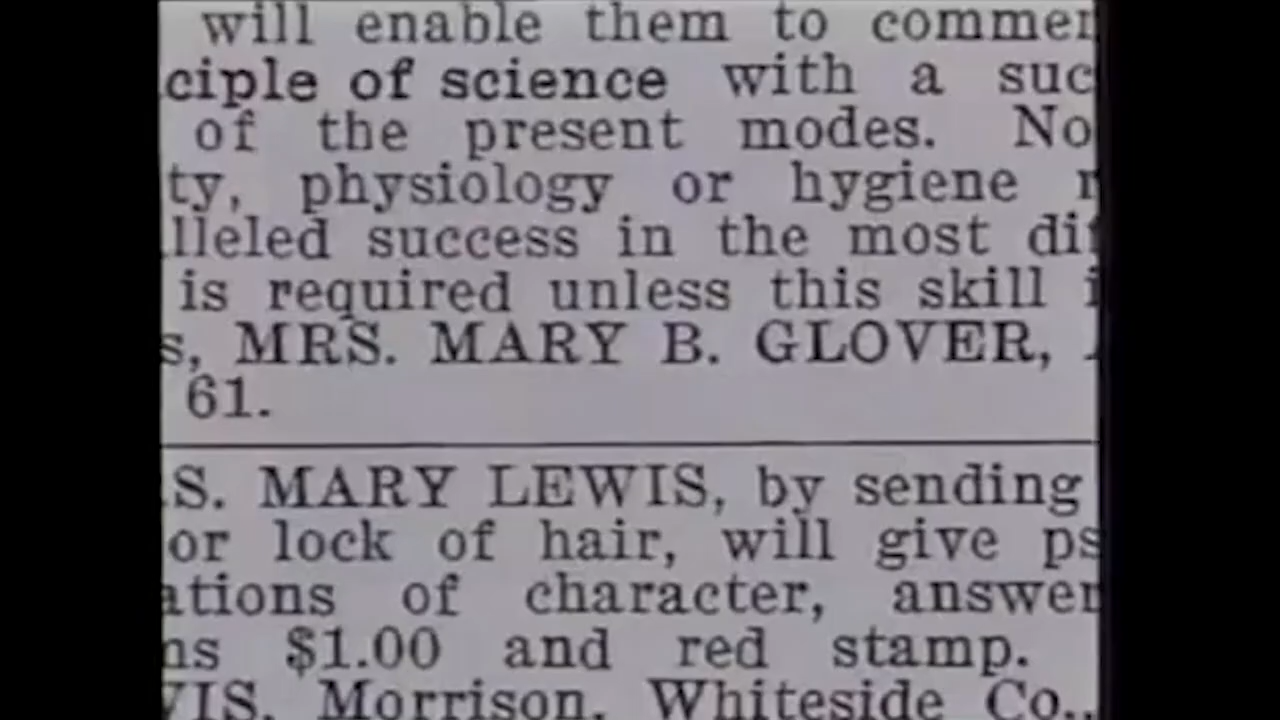 will enable them to commen
ciple of science with a suc
of the present modes. No
ty, physiology or hygiene
lleled success in the most dif
is required unless this skill i
s, MRS. MARY B. GLOVER,
61.
S. MARY LEWIS, by sending
or lock of hair, will give ps
ations of character, answer
ns $1.00 and red stamp.
VIS, Morrison, Whiteside Co.,